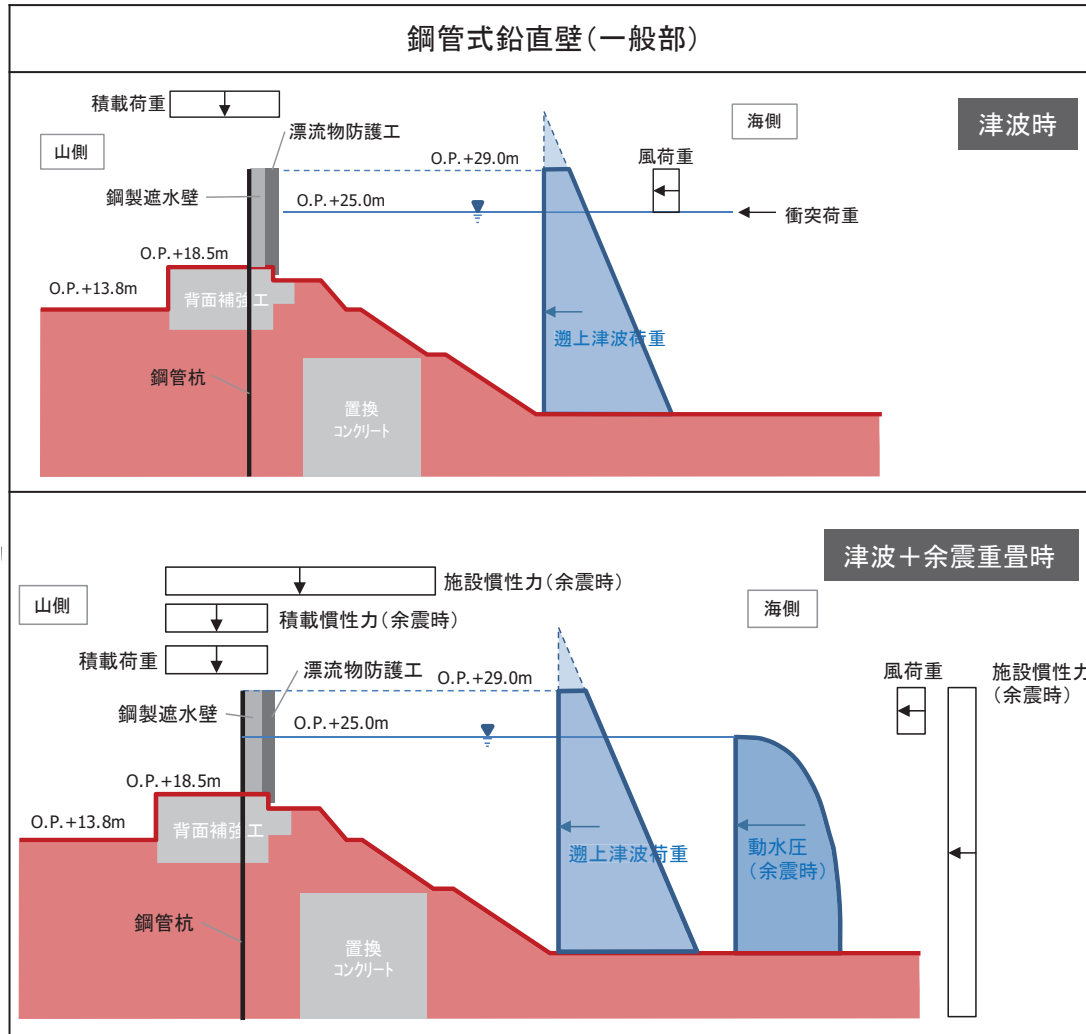 鋼管式鉛直壁(一般部)
津波時
積載荷重
漂流物防護工
海側
山側
風荷重
O.P.+29.0m
鋼製遮水壁
O.P.+25.0m
衝突荷重
O.P.+18.5m
O.P.+13.8m
背面補強工
遡上津波荷重
鋼管杭
置換
コンクリート
津波+余震重畳時
施設慣性力(余震時)
山側
海側
積載慣性力(余震時)
積載荷重
漂流物防護工
風荷重
施設慣性力
(余震時)
O.P.+29.0m
鋼製遮水壁
O.P.+25.0m
O.P.+18.5m
O.P.+13.8m
背面補強工
遡上津波荷重
動水圧
(余震時)
鋼管杭
置換
コンクリート